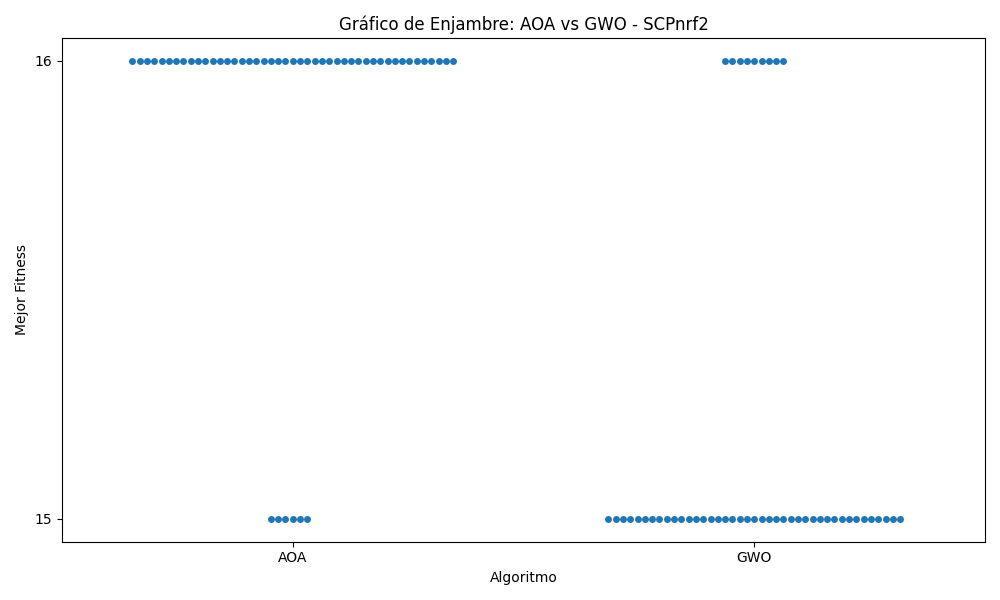 Gráfico de Enjambre: AOA vs GWO - SCPnrf2
16
15
Mejor Fitness
AOA
GWO
Algoritmo